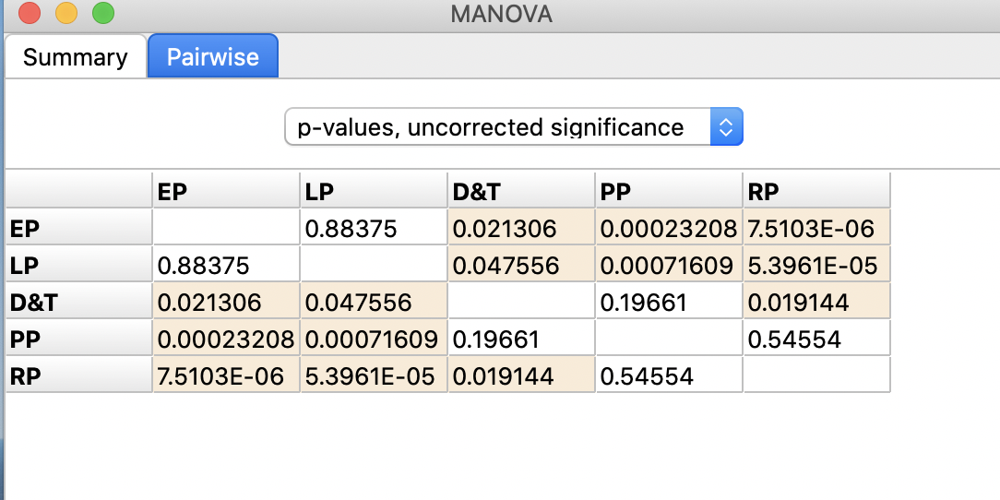 MANOVA
Summary Pairwise
p-values, uncorrected significance
EP LP D&T PP RP
EP 0.88375 0.021306 0.00023208 7.5103E-06
LP 0.88375 0.047556 0.00071609 5.3961E-05
D&T 0.021306 0.047556 0.19661 0.019144
PP 0.00023208 0.00071609 0.19661 0.54554
RP 7.5103E-06 5.3961E-05 0.019144 0.54554